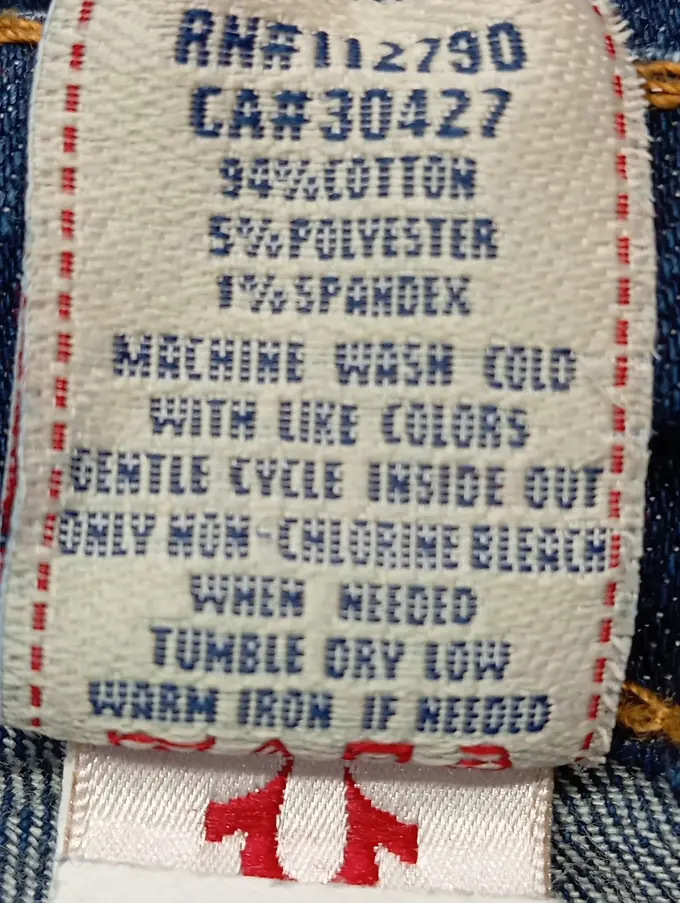 RN#112790
CA#30427
94%COTTON
5%POLYESTER
1%SPANDEX
MACHINE WASH COLD
WITH LIKE COLORS
GENTLE CYCLE INSIDE OUT
ONLY NON-CHLORINE BLEACH
WHEN NEEDED
TUMBLE DRY LOW
WARM IRON IF NEEDED